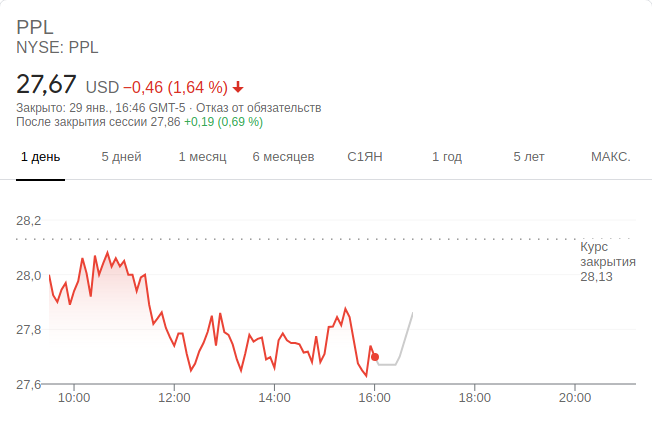 PPL
NYSE: PPL
27,67 USD −0,46 (1,64 %)
Закрыто: 29 янв., 16:46 GMT-5 · Отказ от обязательств
После закрытия сессии 27,86 +0,19 (0,69 %)
1 день 5 дней 1 месяц 6 месяцев С1ЯН 1 год 5 лет МАКС.
28,2
Курс
закрытия
28,13
28,0
27,8
27,6
10:00 12:00 14:00 16:00 18:00 20:00